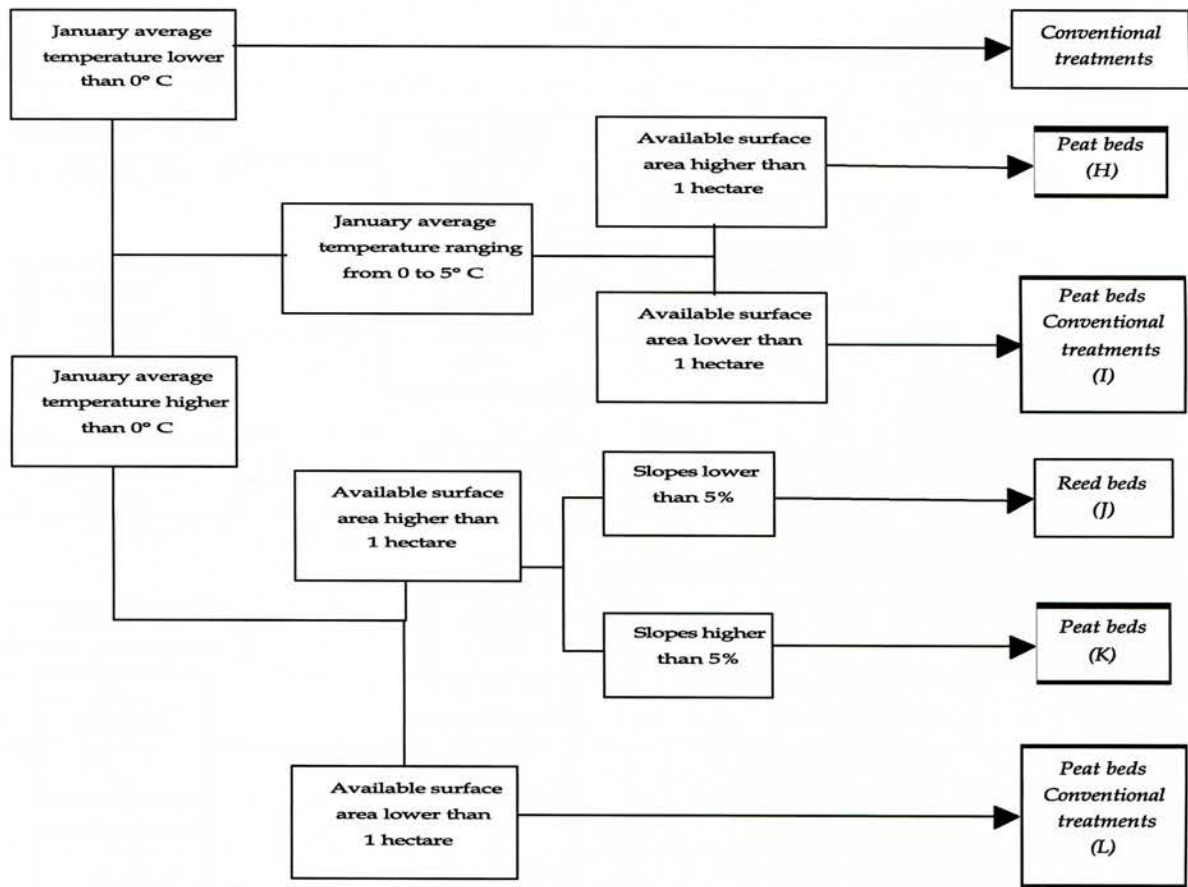 January average
temperature lower
than 0° C
Conventional
treatments
Available surface
area higher than
1 hectare
Peat beds
(H)
January average
temperature ranging
from 0 to 5° C
Available surface
area lower than
1 hectare
Peat beds
Conventional
treatments
(I)
January average
temperature higher
than 0° C
Available surface
area higher than
1 hectare
Slopes lower
than 5%
Reed beds
(J)
Slopes higher
than 5%
Peat beds
(K)
Available surface
area lower than
1 hectare
Peat beds
Conventional
treatments
(L)